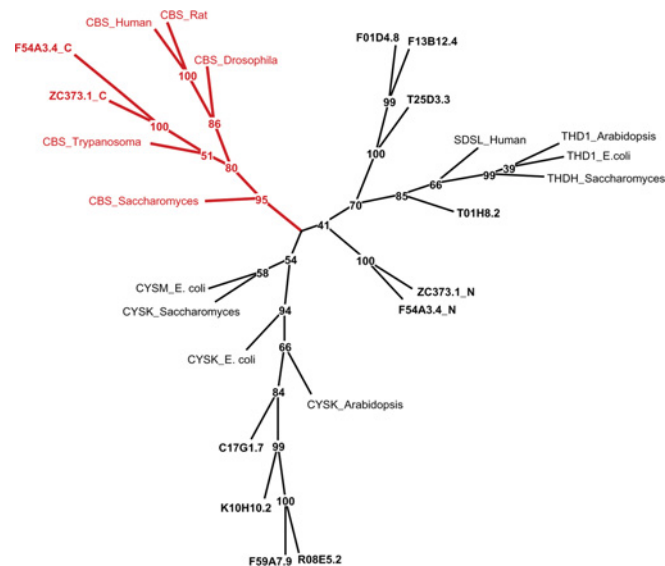 CBS_Rat
CBS_Human
F54A3.4_C
CBS_Drosophila
100
ZC373.1_C
100
86
CBS_Trypanosoma
51
80
CBS_Saccharomyces
95
F01D4.8
F13B12.4
99
T25D3.3
100
SDSL_Human
THD1_Arabidopsis
THD1_E.coli
39
99
THDH_Saccharomyces
66
85
70
T01H8.2
41
100
ZC373.1_N
F54A3.4_N
54
58
CYSM_E. coli
CYSK_Saccharomyces
94
CYSK_E. coli
66
84
CYSK_Arabidopsis
C17G1.7
99
K10H10.2
100
F59A7.9
R08E5.2